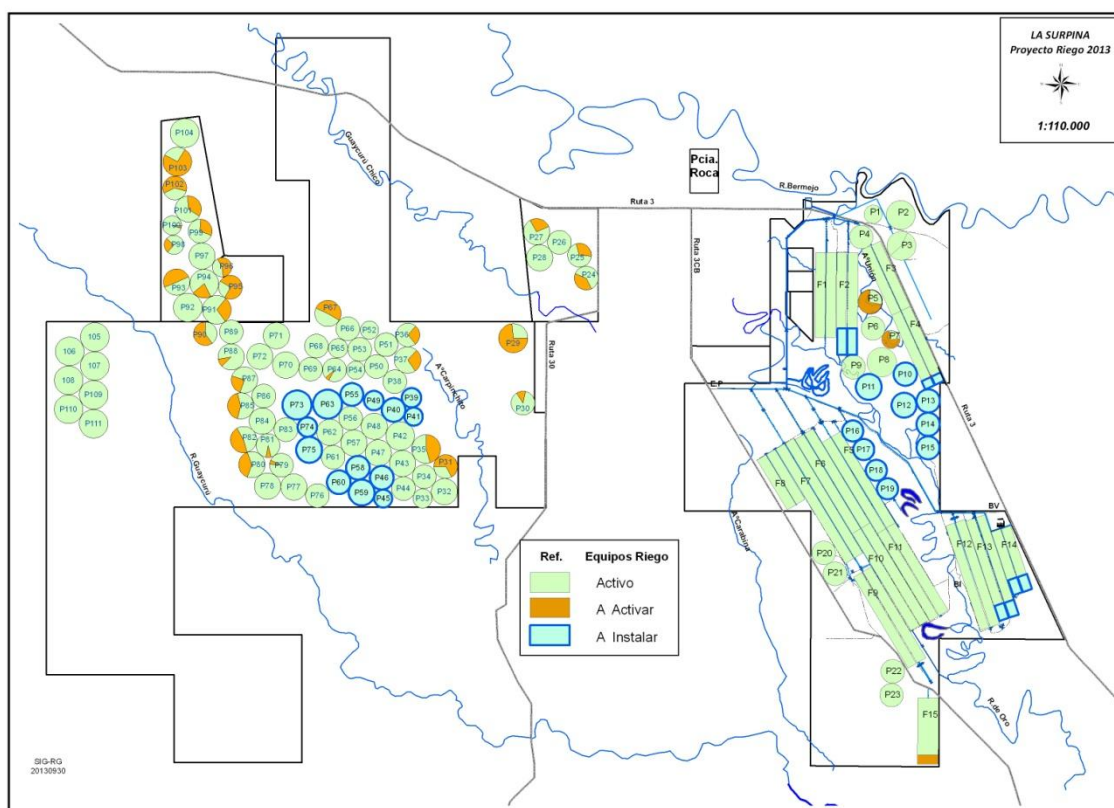 LA SURPINA
Proyecto Riego 2013
1:110.000
Pcia.
Roca
R.Bermejo
Ruta 3
Guaycurú Chico
Ruta 3CB
Ruta 30
AºUnión
Ruta 3
AºCarpincho
R.Guaycurú
AºCarabina
R.de Oro
E.P
BV
BI
P104
P103
P102
P101
P100
P99
P98
P97
P96
P95
P94
P93
P92
P91
P90
P89
P88
P87
P86
P85
P84
P83
P82
P81
P80
P79
P78
P77
P76
P75
P74
P73
P72
P71
P70
P69
P68
P67
P66
P65
P64
P63
P62
P61
P60
P59
P58
P57
P56
P55
P54
P53
P52
P51
P50
P49
P48
P47
P46
P45
P44
P43
P42
P41
P40
P39
P38
P37
P36
P35
P34
P33
P32
P31
P30
P29
P28
P27
P26
P25
P24
105
106
107
108
P109
P110
P111
P1
P2
P3
P4
P5
P6
P7
P8
P9
P10
P11
P12
P13
P14
P15
P16
P17
P18
P19
P20
P21
P22
P23
F1
F2
F3
F4
F5
F6
F7
F8
F9
F10
F11
F12
F13
F14
F15
Ref. Equipos Riego
Activo
A Activar
A Instalar
SIG-RG
20130930